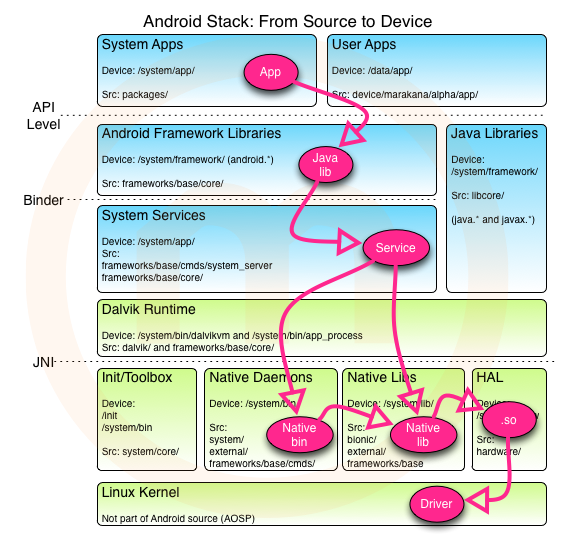 Android Stack: From Source to Device
System Apps
Device: /system/app/
Src: packages/
App
User Apps
Device: /data/app/
Src: device/marakana/alpha/app/
API
Level
Android Framework Libraries
Device: /system/framework/ (android.*)
Src: frameworks/base/core/
Java
lib
Java Libraries
Device:
/system/framework/
Src: libcore/
(java.* and javax.*)
Binder
System Services
Device: /system/app/
Src:
frameworks/base/cmds/system_server
frameworks/base/core/
Service
Dalvik Runtime
Device: /system/bin/dalvikvm and /system/bin/app_process
Src: dalvik/ and frameworks/base/core/
JNI
Init/Toolbox
Device:
/init
/system/bin
Src: system/core/
Native Daemons
Device: /system/bin/
Src:
system/
external/
frameworks/base/cmds/
Native
bin
Native Libs
Device: /system/lib/
Src:
bionic/
external/
frameworks/base
Native
lib
HAL
Device:
.so
Src:
hardware/
Linux Kernel
Not part of Android source (AOSP)
Driver